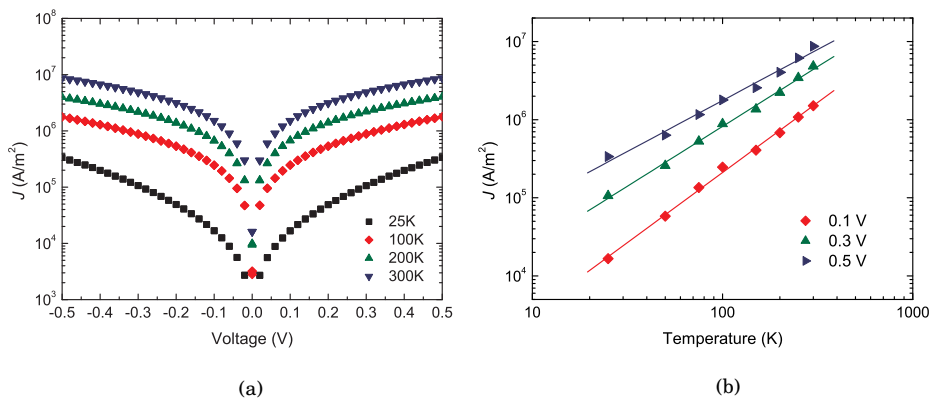 10^8
10^7
10^6
10^5
10^4
10^3
J (A/m^2)
25K
100K
200K
300K
-0.5 -0.4 -0.3 -0.2 -0.1 0.0 0.1 0.2 0.3 0.4 0.5
Voltage (V)
(a)
10^7
10^6
10^5
10^4
J (A/m^2)
0.1 V
0.3 V
0.5 V
10 100 1000
Temperature (K)
(b)